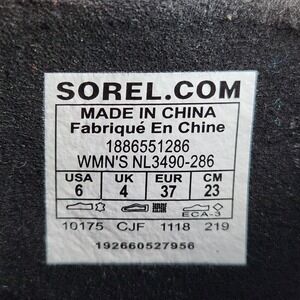 SOREL.COM
MADE IN CHINA
Fabriqué En Chine
1886551286
WMN'S NL3490-286
USA UK EUR CM
6 4 37 23
ECA-3
10175 CJF 1118 219
192660527956